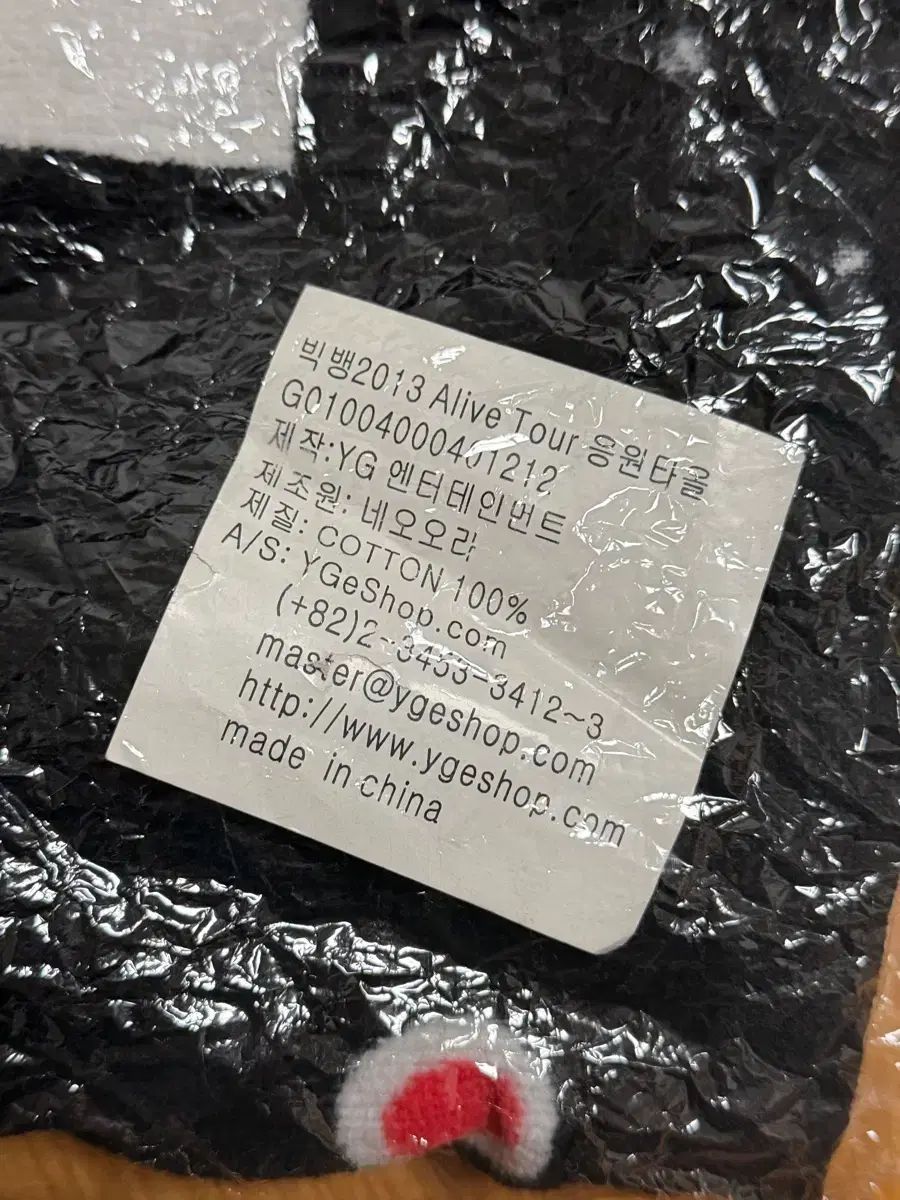 빅뱅2013 Alive Tour 응원타올
G0100400401212
제작:YG 엔터테인먼트
제조원: 네오오라
제질: COTTON 100%
A/S: YGeShop.com
(+82)2-3453-3412~3
master@ygeshop.com
http://www.ygeshop.com
made in china